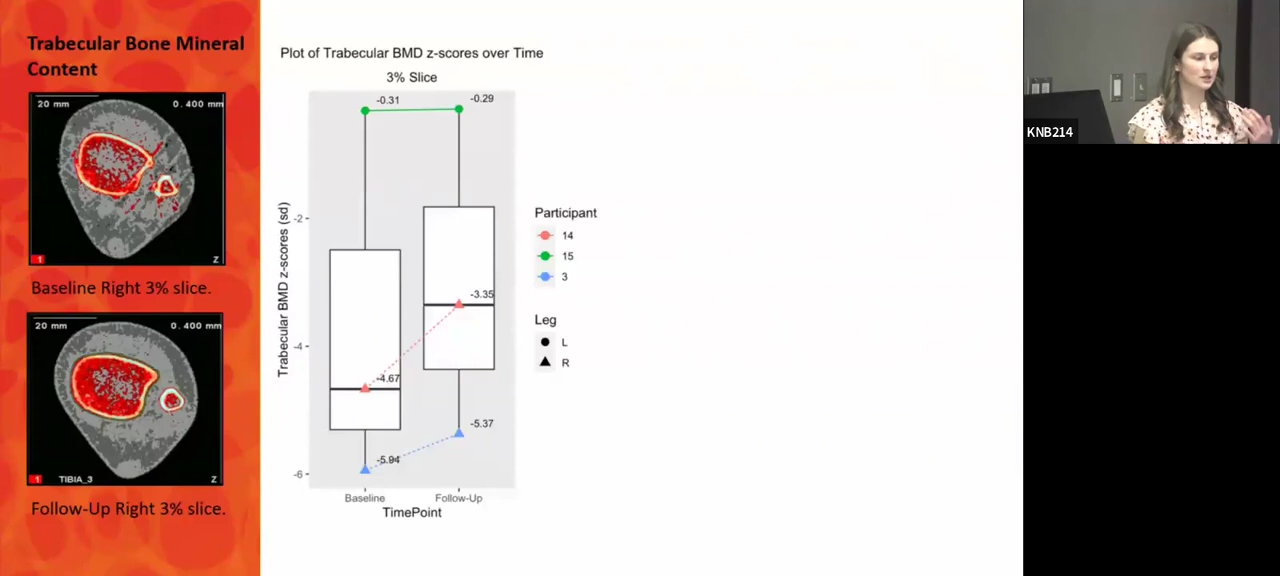 Trabecular Bone Mineral
Content
20 mm 0.400 mm
1 Z
Baseline Right 3% slice.
20 mm 0.400 mm
1 TIBIA_3 Z
Follow-Up Right 3% slice.
Plot of Trabecular BMD z-scores over Time
3% Slice
-0.31 -0.29
-2
-3.35
-4
-4.67
-5.37
-5.94
-6
Trabecular BMD z-scores (sd)
Baseline Follow-Up
TimePoint
Participant
14
15
3
Leg
L
R
KNB214